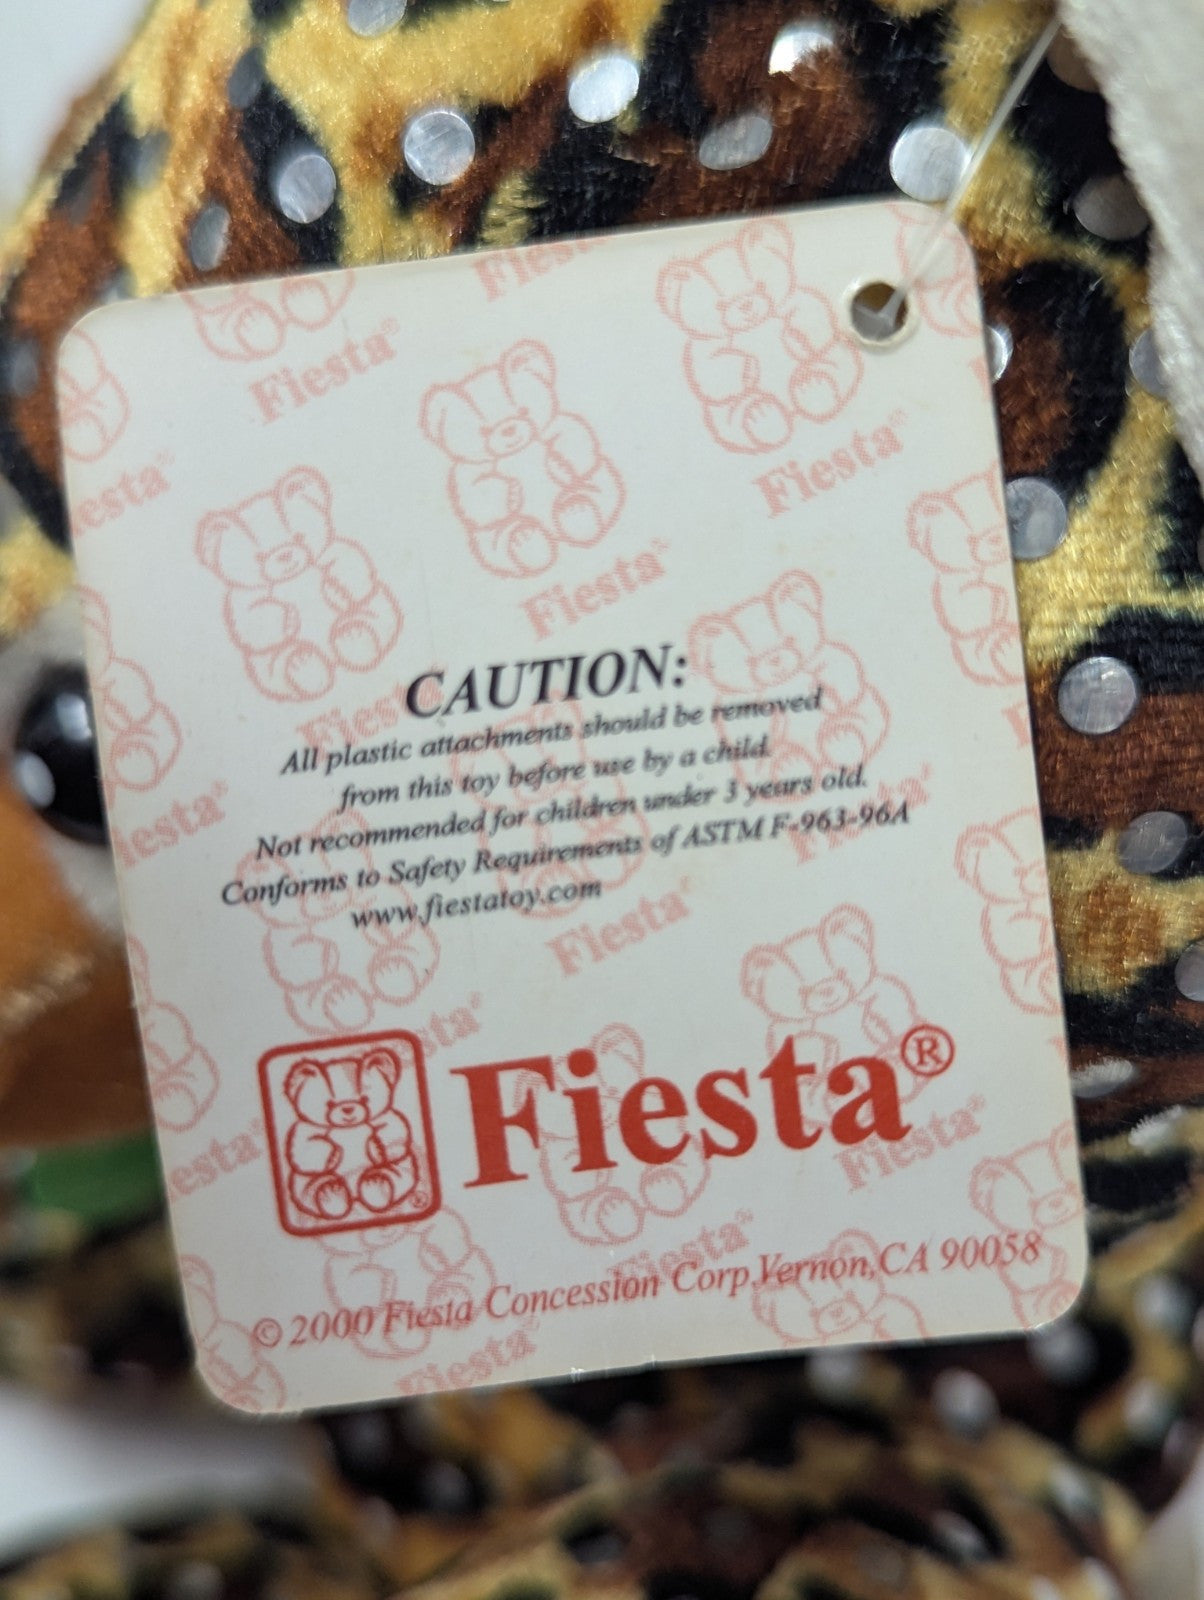 CAUTION:
All plastic attachments should be removed
from this toy before use by a child.
Not recommended for children under 3 years old.
Conforms to Safety Requirements of ASTM F-963-96A
www.fiestatoy.com
Fiesta®
© 2000 Fiesta Concession Corp,Vernon,CA 90058